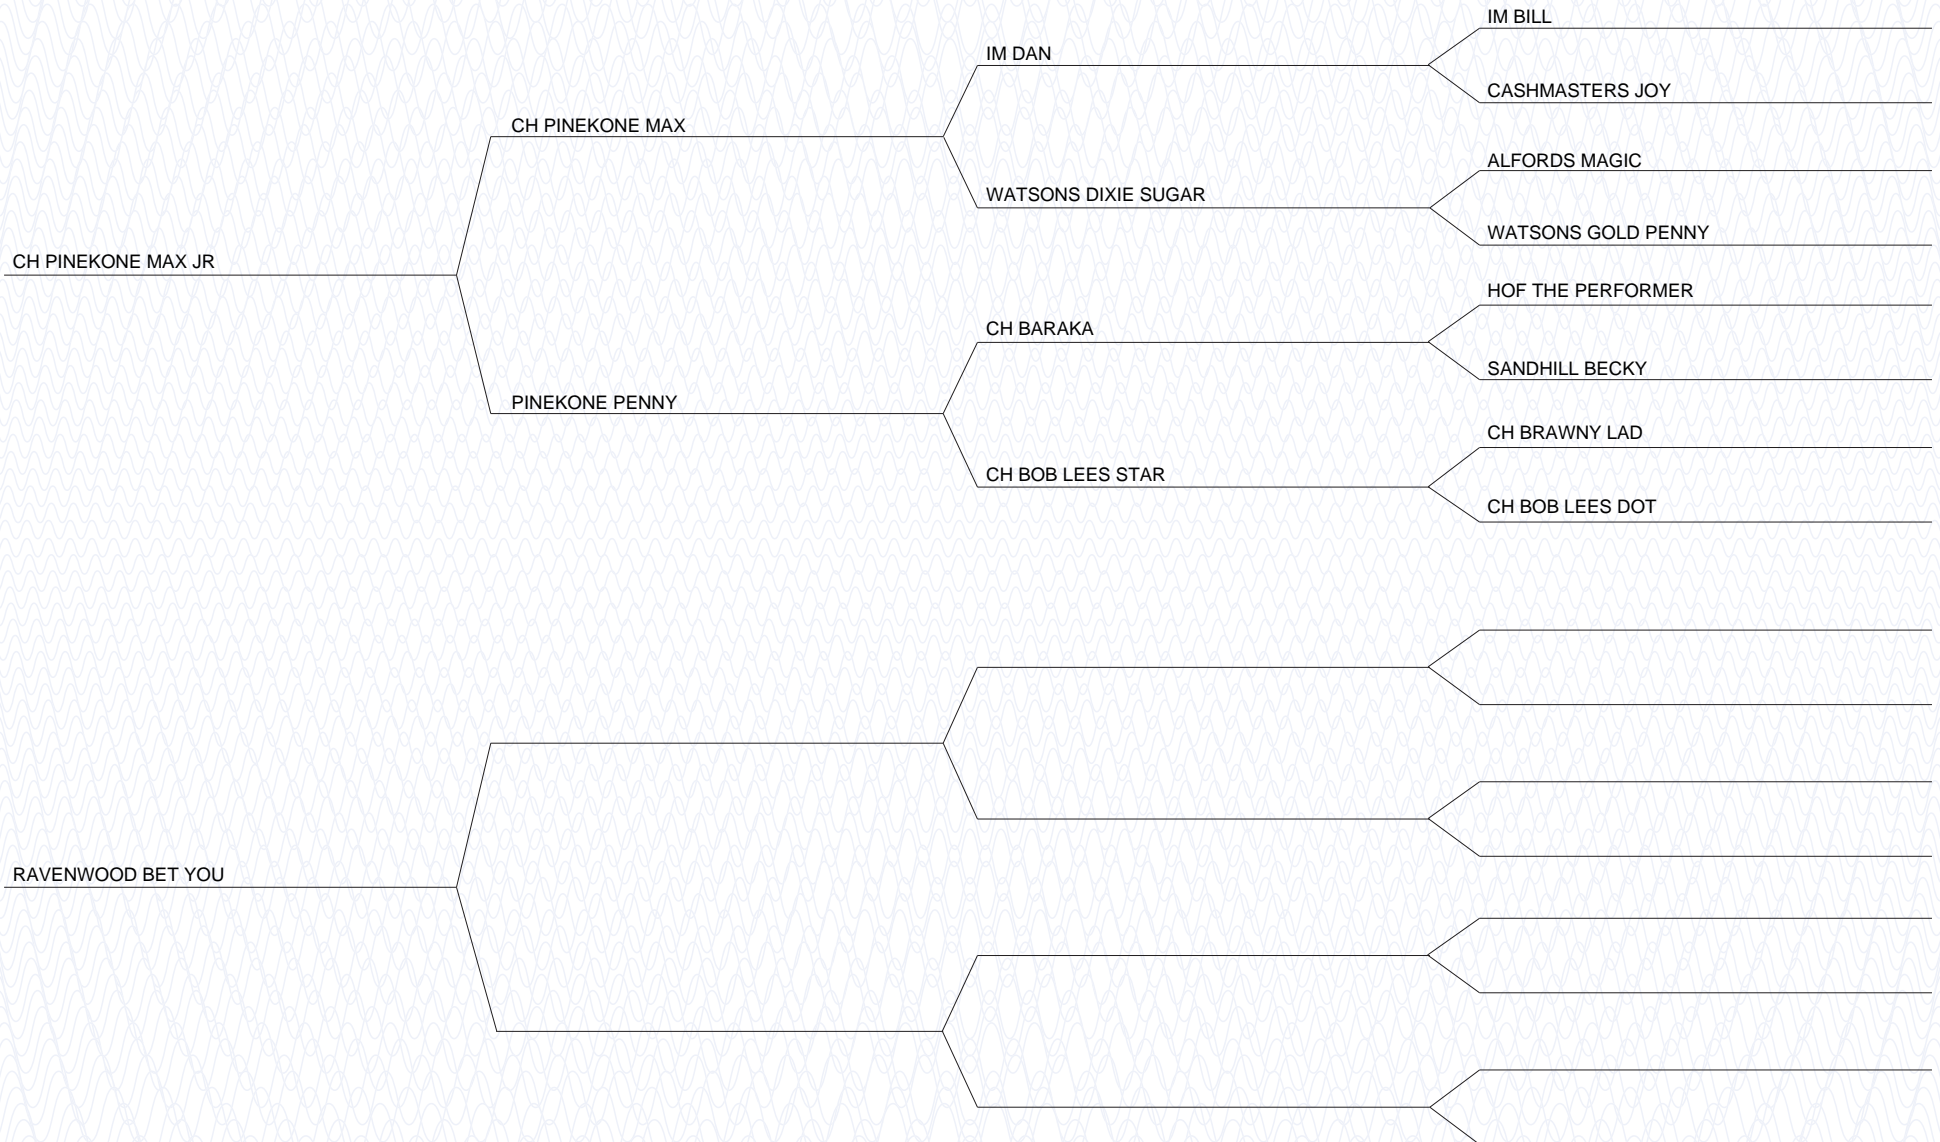 IM BILL
IM DAN
CASHMASTERS JOY
CH PINEKONE MAX
ALFORDS MAGIC
WATSONS DIXIE SUGAR
WATSONS GOLD PENNY
CH PINEKONE MAX JR
HOF THE PERFORMER
CH BARAKA
SANDHILL BECKY
PINEKONE PENNY
CH BRAWNY LAD
CH BOB LEES STAR
CH BOB LEES DOT
RAVENWOOD BET YOU